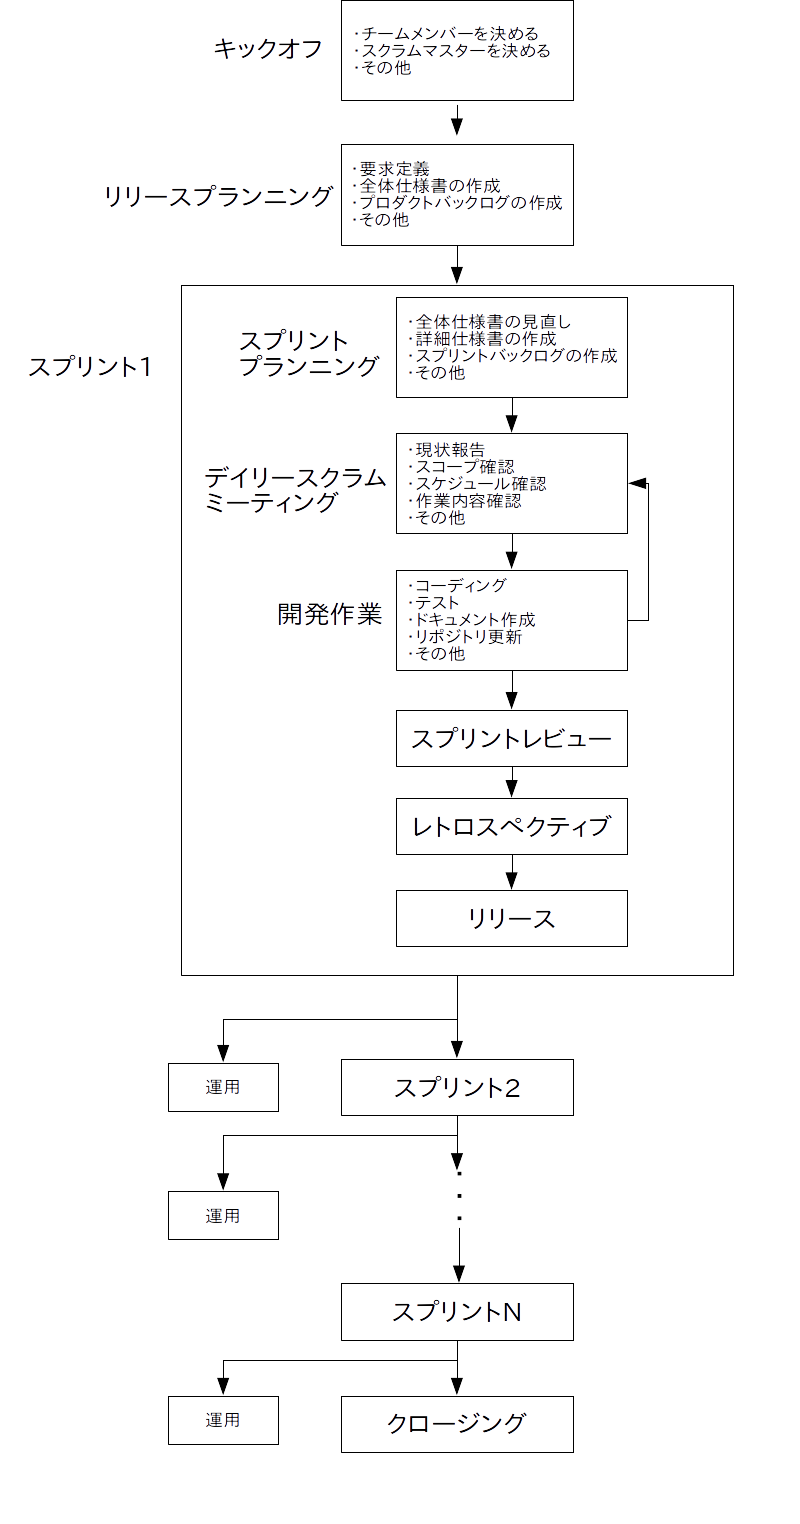 キックオフ
・チームメンバーを決める
・スクラムマスターを決める
・その他
リリースプランニング
・要求定義
・全体仕様書の作成
・プロダクトバックログの作成
・その他
スプリント1
スプリント
プランニング
・全体仕様書の見直し
・詳細仕様書の作成
・スプリントバックログの作成
・その他
デイリースクラム
ミーティング
・現状報告
・スコープ確認
・スケジュール確認
・作業内容確認
・その他
開発作業
・コーディング
・テスト
・ドキュメント作成
・リポジトリ更新
・その他
スプリントレビュー
レトロスペクティブ
リリース
運用
スプリント2
運用
・
・
・
スプリントN
運用
クロージング